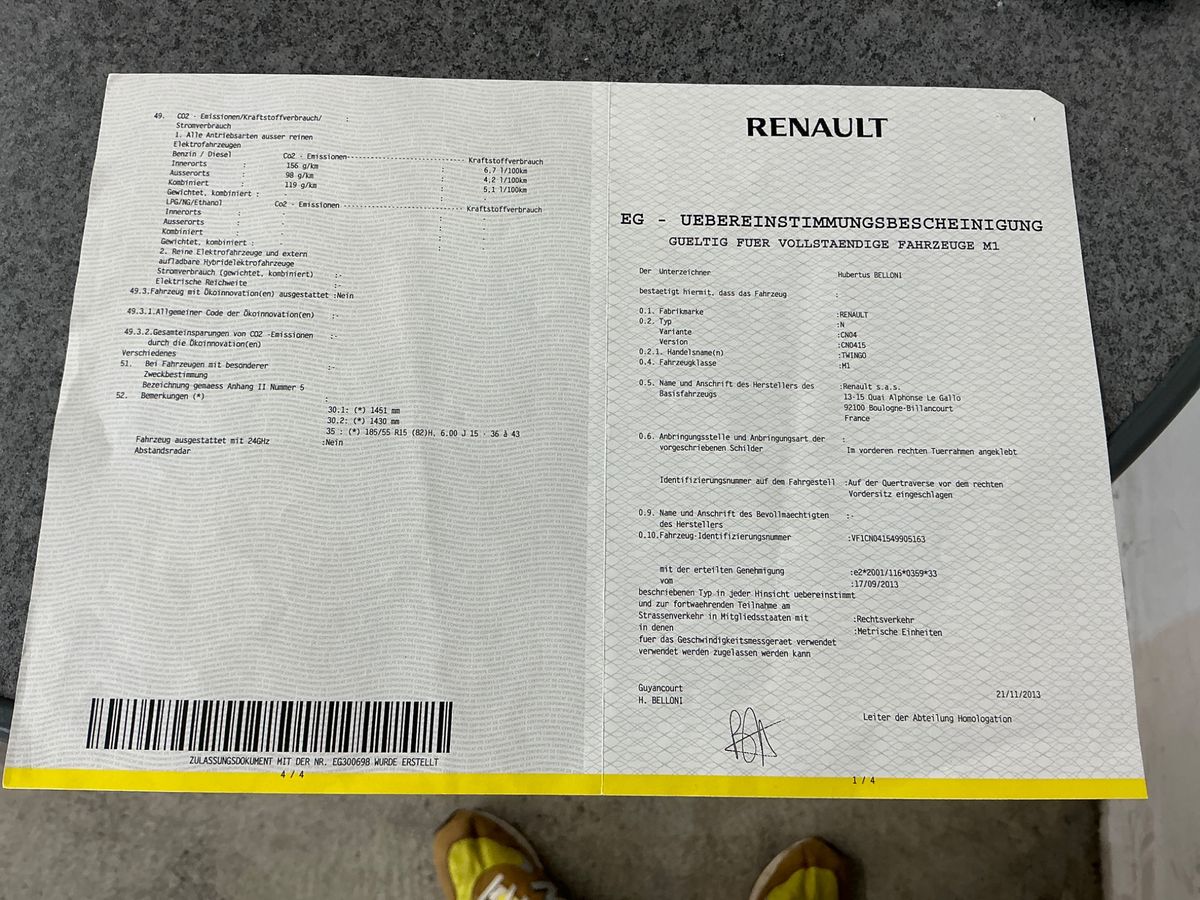 49. CO2 - Emissionen/Kraftstoffverbrauch/ :
Stromverbrauch
1. Alle Antriebsarten ausser reinen
Elektrofahrzeugen
Benzin / Diesel Co2 - Emissionen------------------------- Kraftstoffverbrauch
Innerorts : 156 g/km : 6,7 l/100km
Ausserorts : 98 g/km : 4,2 l/100km
Kombiniert : 119 g/km : 5,1 l/100km
Gewichtet, kombiniert : - : -
LPG/NG/Ethanol Co2 - Emissionen-------------------------- Kraftstoffverbrauch
Innerorts : - : -
Ausserorts : - : -
Kombiniert : - : -
Gewichtet, kombiniert : - : -
2. Reine Elektrofahrzeuge und extern
aufladbare Hybridelektrofahrzeuge
Stromverbrauch (gewichtet, kombiniert) :-
Elektrische Reichweite :-
49.3.Fahrzeug mit Ökoinnovation(en) ausgestattet :Nein
49.3.1.Allgemeiner Code der Ökoinnovation(en) :-
49.3.2.Gesamteinsparungen von CO2 -Emissionen :-
durch die Ökoinnovation(en)
Verschiedenes
51. Bei Fahrzeugen mit besonderer :-
Zweckbestimmung
Bezeichnung gemaess Anhang II Nummer 5
52. Bemerkungen (*) :
30.1: (*) 1451 mm
30.2: (*) 1430 mm
35 : (*) 185/55 R15 (82)H, 6.00 J 15 - 36 à 43
Fahrzeug ausgestattet mit 24GHz :Nein
Abstandsradar
ZULASSUNGSDOKUMENT MIT DER NR. EG300698 WURDE ERSTELLT
4 / 4
RENAULT
EG - UEBEREINSTIMMUNGSBESCHEINIGUNG
GUELTIG FUER VOLLSTAENDIGE FAHRZEUGE M1
Der Unterzeichner Hubertus BELLONI
bestaetigt hiermit, dass das Fahrzeug :
0.1. Fabrikmarke :RENAULT
0.2. Typ :N
Variante :CN04
Version :CN0415
0.2.1. Handelsname(n) :TWINGO
0.4. Fahrzeugklasse :M1
0.5. Name und Anschrift des Herstellers des :Renault s.a.s.
Basisfahrzeugs 13-15 Quai Alphonse Le Gallo
92100 Boulogne-Billancourt
France
0.6. Anbringungsstelle und Anbringungsart der :
vorgeschriebenen Schilder Im vorderen rechten Tuerrahmen angeklebt
Identifizierungsnummer auf dem Fahrgestell :Auf der Quertraverse vor dem rechten
Vordersitz eingeschlagen
0.9. Name und Anschrift des Bevollmaechtigten :-
des Herstellers
0.10.Fahrzeug-Identifizierungsnummer :VF1CN041549905163
mit der erteilten Genehmigung :e2*2001/116*0359*33
vom :17/09/2013
beschriebenen Typ in jeder Hinsicht uebereinstimmt
und zur fortwaehrenden Teilnahme am
Strassenverkehr in Mitgliedsstaaten mit :Rechtsverkehr
in denen :Metrische Einheiten
fuer das Geschwindigkeitsmessgeraet verwendet
verwendet werden zugelassen werden kann
Guyancourt 21/11/2013
H. BELLONI
Leiter der Abteilung Homologation
1 / 4